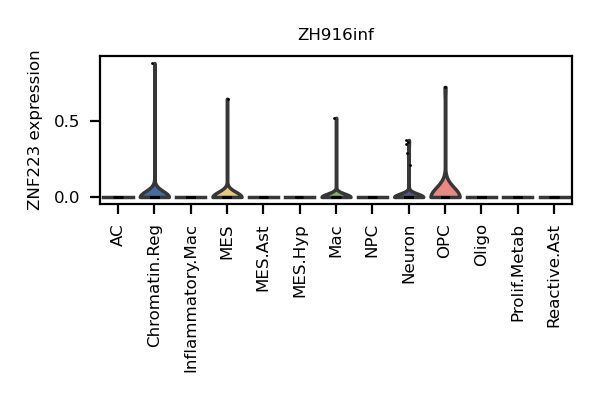 ZH916inf
ZNF223 expression
0.5
0.0
AC
Chromatin.Reg
Inflammatory.Mac
MES
MES.Ast
MES.Hyp
Mac
NPC
Neuron
OPC
Oligo
Prolif.Metab
Reactive.Ast